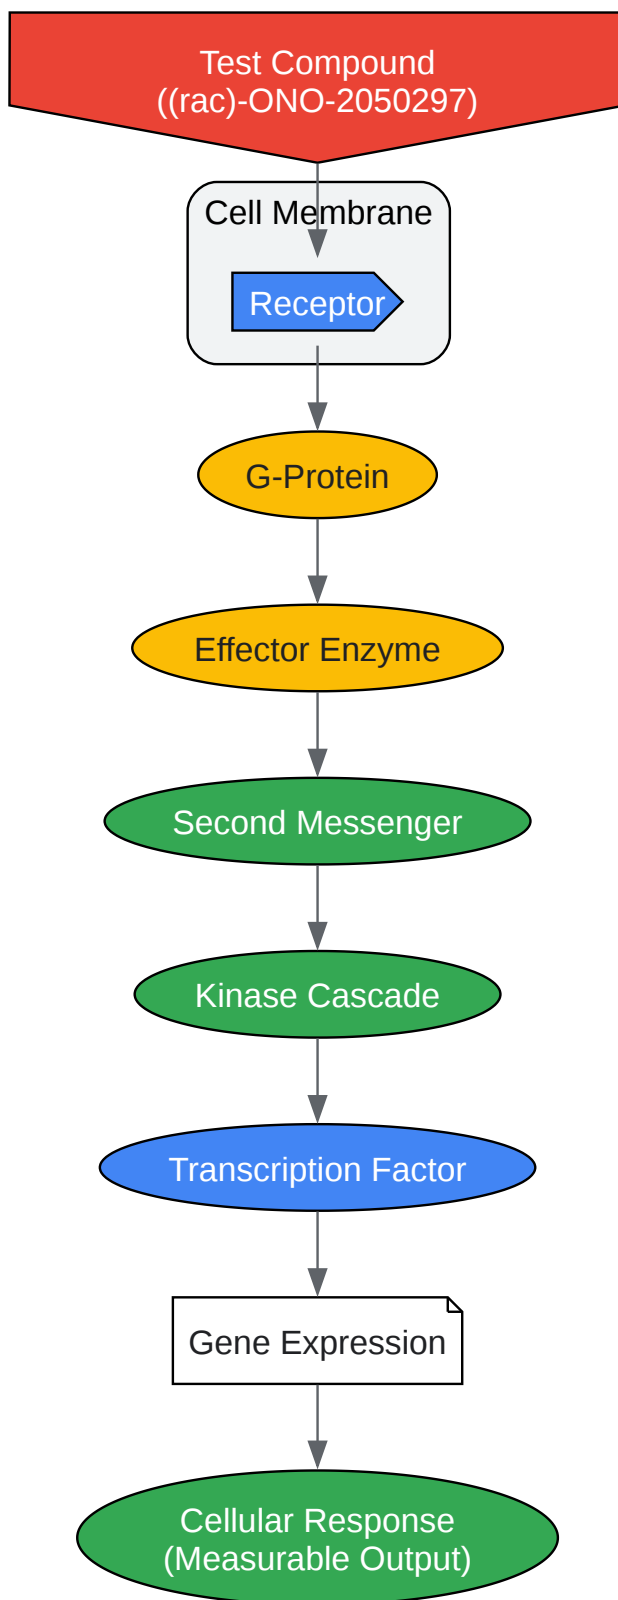 Test Compound
((rac)-ONO-2050297)
Cell Membrane
Receptor
G-Protein
Effector Enzyme
Second Messenger
Kinase Cascade
Transcription Factor
Gene Expression
Cellular Response
(Measurable Output)